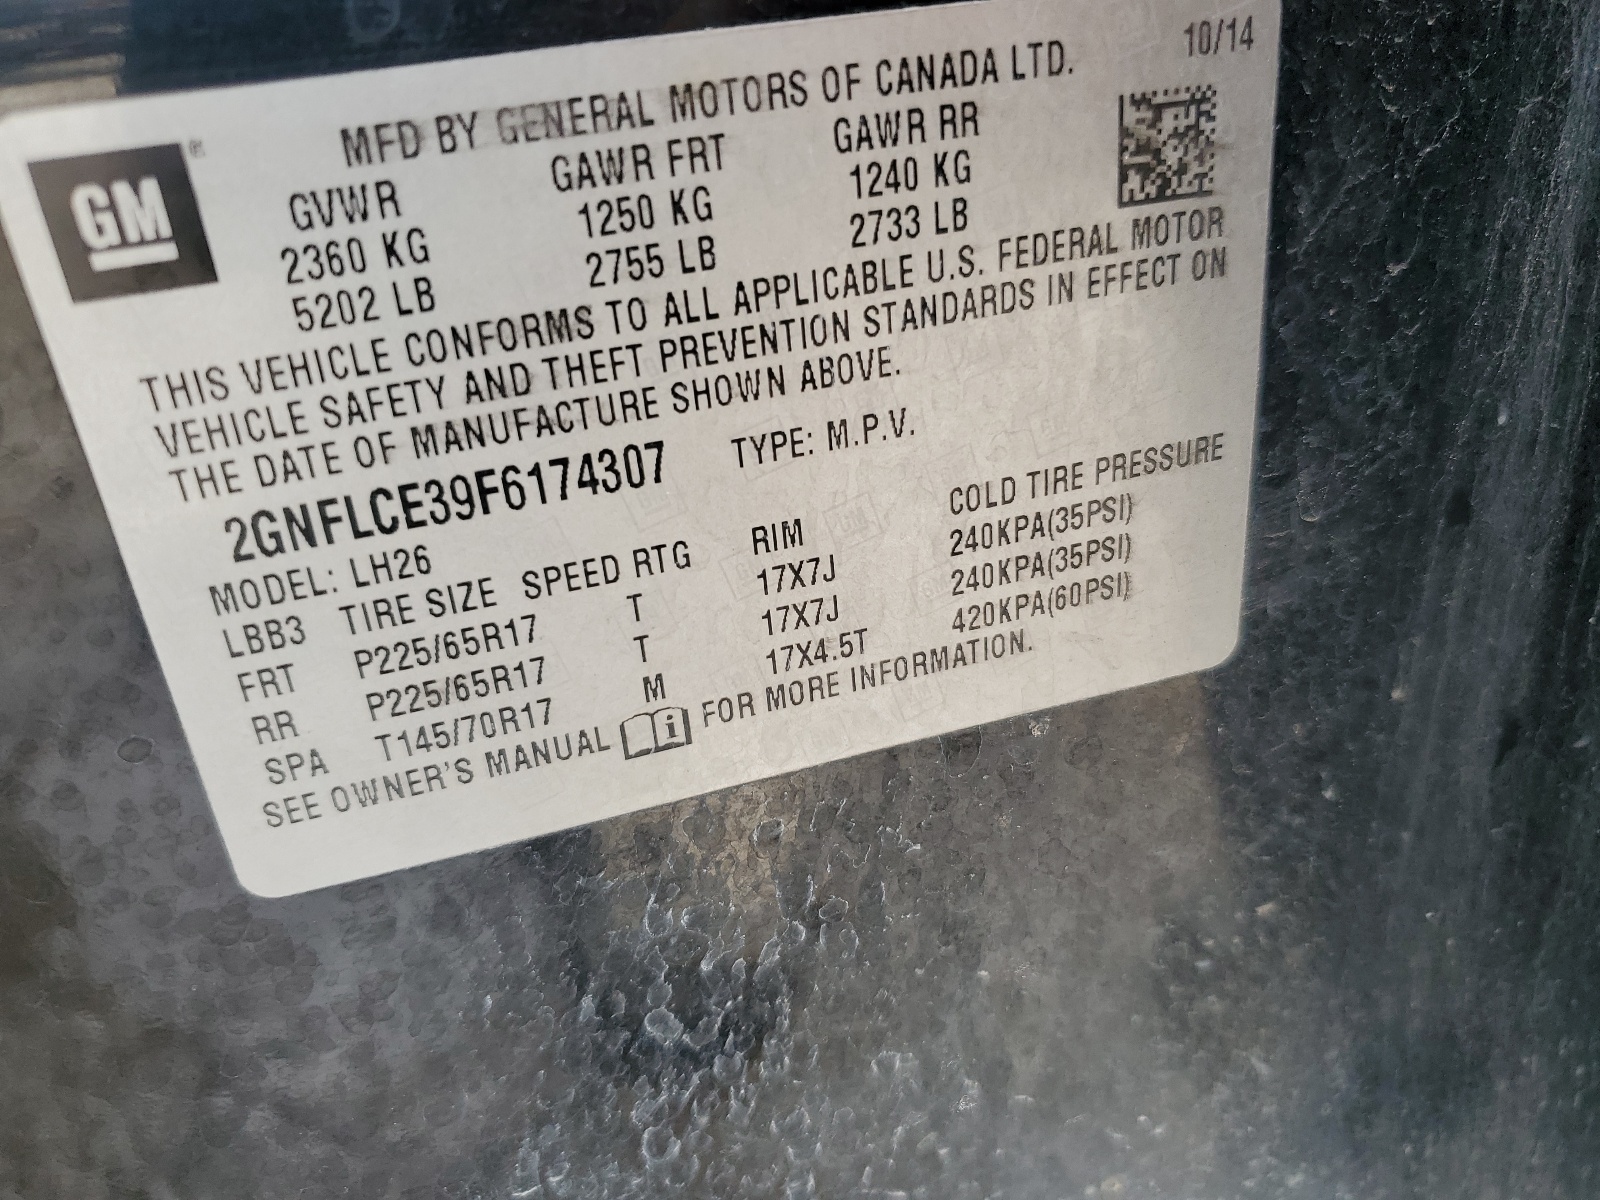 10/14
GM ®
MFD BY GENERAL MOTORS OF CANADA LTD.
GVWR GAWR FRT GAWR RR
2360 KG 1250 KG 1240 KG
5202 LB 2755 LB 2733 LB
THIS VEHICLE CONFORMS TO ALL APPLICABLE U.S. FEDERAL MOTOR
VEHICLE SAFETY AND THEFT PREVENTION STANDARDS IN EFFECT ON
THE DATE OF MANUFACTURE SHOWN ABOVE.
2GNFLCE39F6174307 TYPE: M.P.V.
MODEL: LH26
LBB3 TIRE SIZE SPEED RTG RIM COLD TIRE PRESSURE
FRT P225/65R17 T 17X7J 240KPA(35PSI)
RR P225/65R17 T 17X7J 240KPA(35PSI)
SPA T145/70R17 M 17X4.5T 420KPA(60PSI)
SEE OWNER'S MANUAL i FOR MORE INFORMATION.